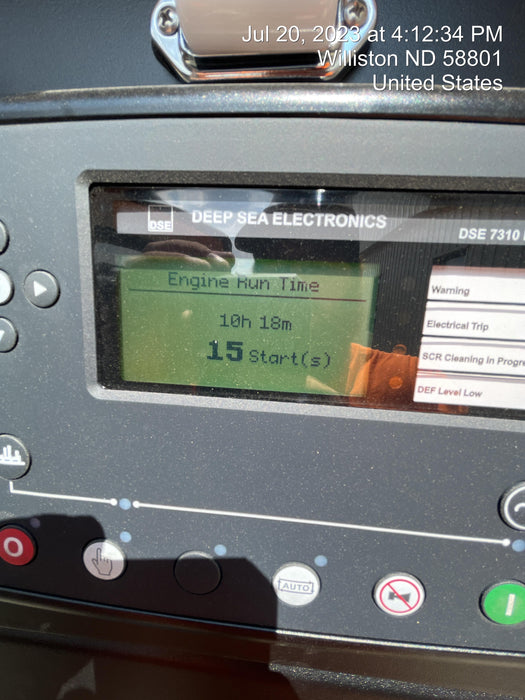 Jul 20, 2023 at 4:12:34 PM
Williston ND 58801
United States
DSE
DEEP SEA ELECTRONICS
DSE 7310
Engine Run Time
10h 18m
15 Start(s)
Warning
Electrical Trip
SCR Cleaning in
DEF Level Low
AUTO